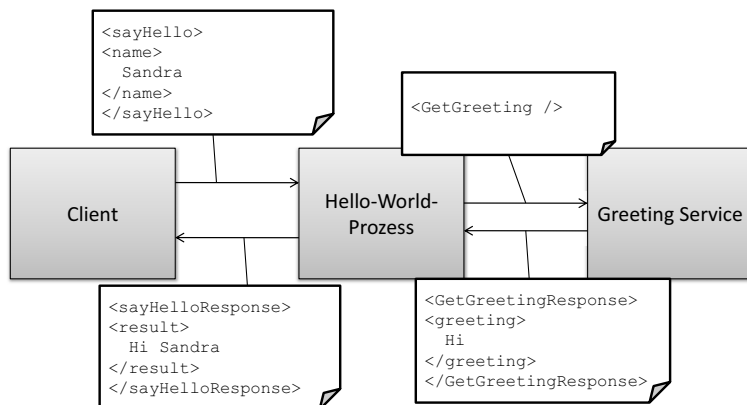 <sayHello>
<name>
  Sandra
</name>
</sayHello>
<GetGreeting />
Client
Hello-World-
Prozess
Greeting Service
<sayHelloResponse>
<result>
  Hi Sandra
</result>
</sayHelloResponse>
<GetGreetingResponse>
<greeting>
  Hi
</greeting>
</GetGreetingResponse>